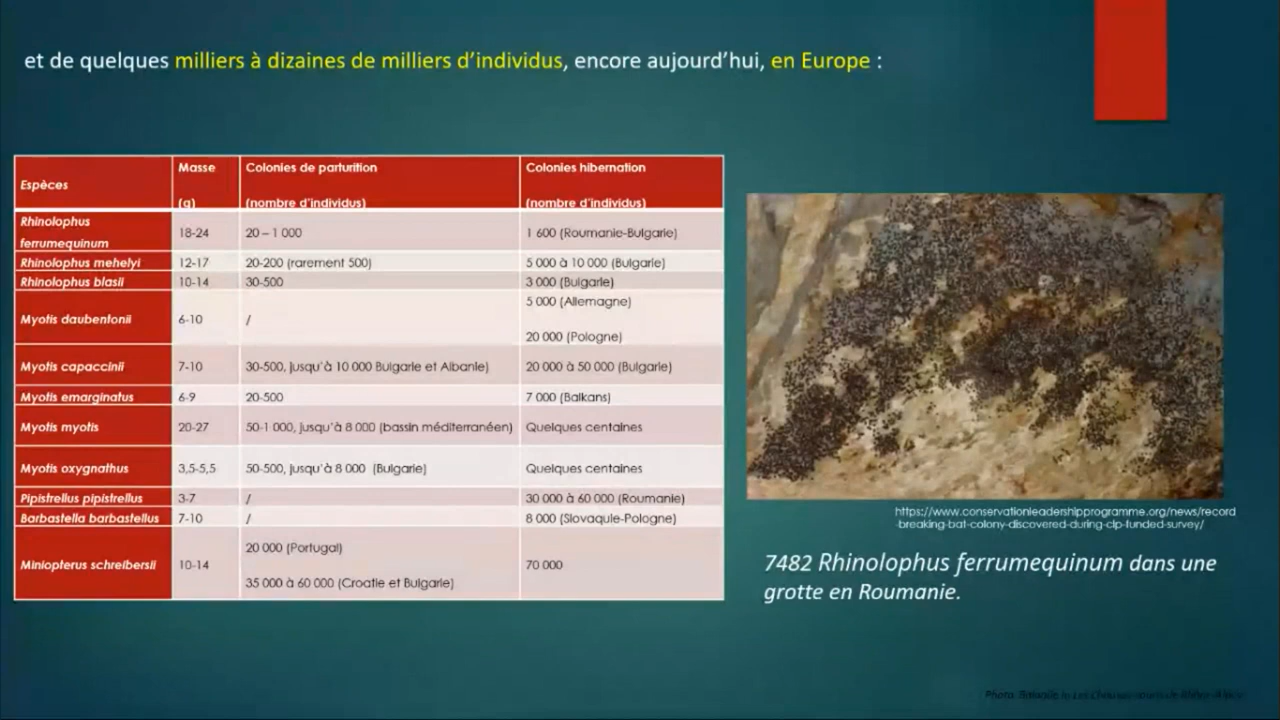 et de quelques milliers à dizaines de milliers d'individus, encore aujourd'hui, en Europe :
Espèces
Masse
(g)
Colonies de parturition
(nombre d'individus)
Colonies hibernation
(nombre d'individus)
Rhinolophus
ferrumequinum
18-24
20 – 1 000
1 600 (Roumanie-Bulgarie)
Rhinolophus mehelyi
12-17
20-200 (rarement 500)
5 000 à 10 000 (Bulgarie)
Rhinolophus blasii
10-14
30-500
3 000 (Bulgarie)
Myotis daubentonii
6-10
/
5 000 (Allemagne)
20 000 (Pologne)
Myotis capaccinii
7-10
30-500, jusqu'à 10 000 Bulgarie et Albanie)
20 000 à 50 000 (Bulgarie)
Myotis emarginatus
6-9
20-500
7 000 (Balkans)
Myotis myotis
20-27
50-1 000, jusqu'à 8 000 (bassin méditerranéen)
Quelques centaines
Myotis oxygnathus
3,5-5,5
50-500, jusqu'à 8 000 (Bulgarie)
Quelques centaines
Pipistrellus pipistrellus
3-7
/
30 000 à 60 000 (Roumanie)
Barbastella barbastellus
7-10
/
8 000 (Slovaquie-Pologne)
Miniopterus schreibersii
10-14
20 000 (Portugal)
35 000 à 60 000 (Croatie et Bulgarie)
70 000
https://www.conservationleadershipprogramme.org/news/record
-breaking-bat-colony-discovered-during-clp-funded-survey/
7482 Rhinolophus ferrumequinum dans une
grotte en Roumanie.
Photo